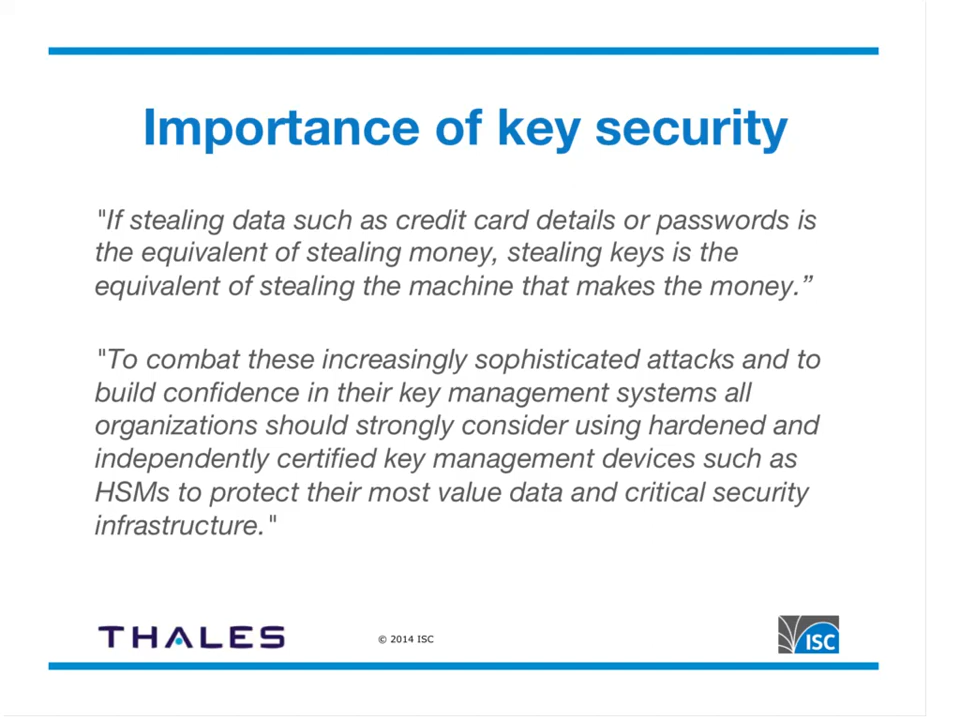 Importance of key security
"If stealing data such as credit card details or passwords is
the equivalent of stealing money, stealing keys is the
equivalent of stealing the machine that makes the money.”
"To combat these increasingly sophisticated attacks and to
build confidence in their key management systems all
organizations should strongly consider using hardened and
independently certified key management devices such as
HSMs to protect their most value data and critical security
infrastructure."
THALES
© 2014 ISC
ISC